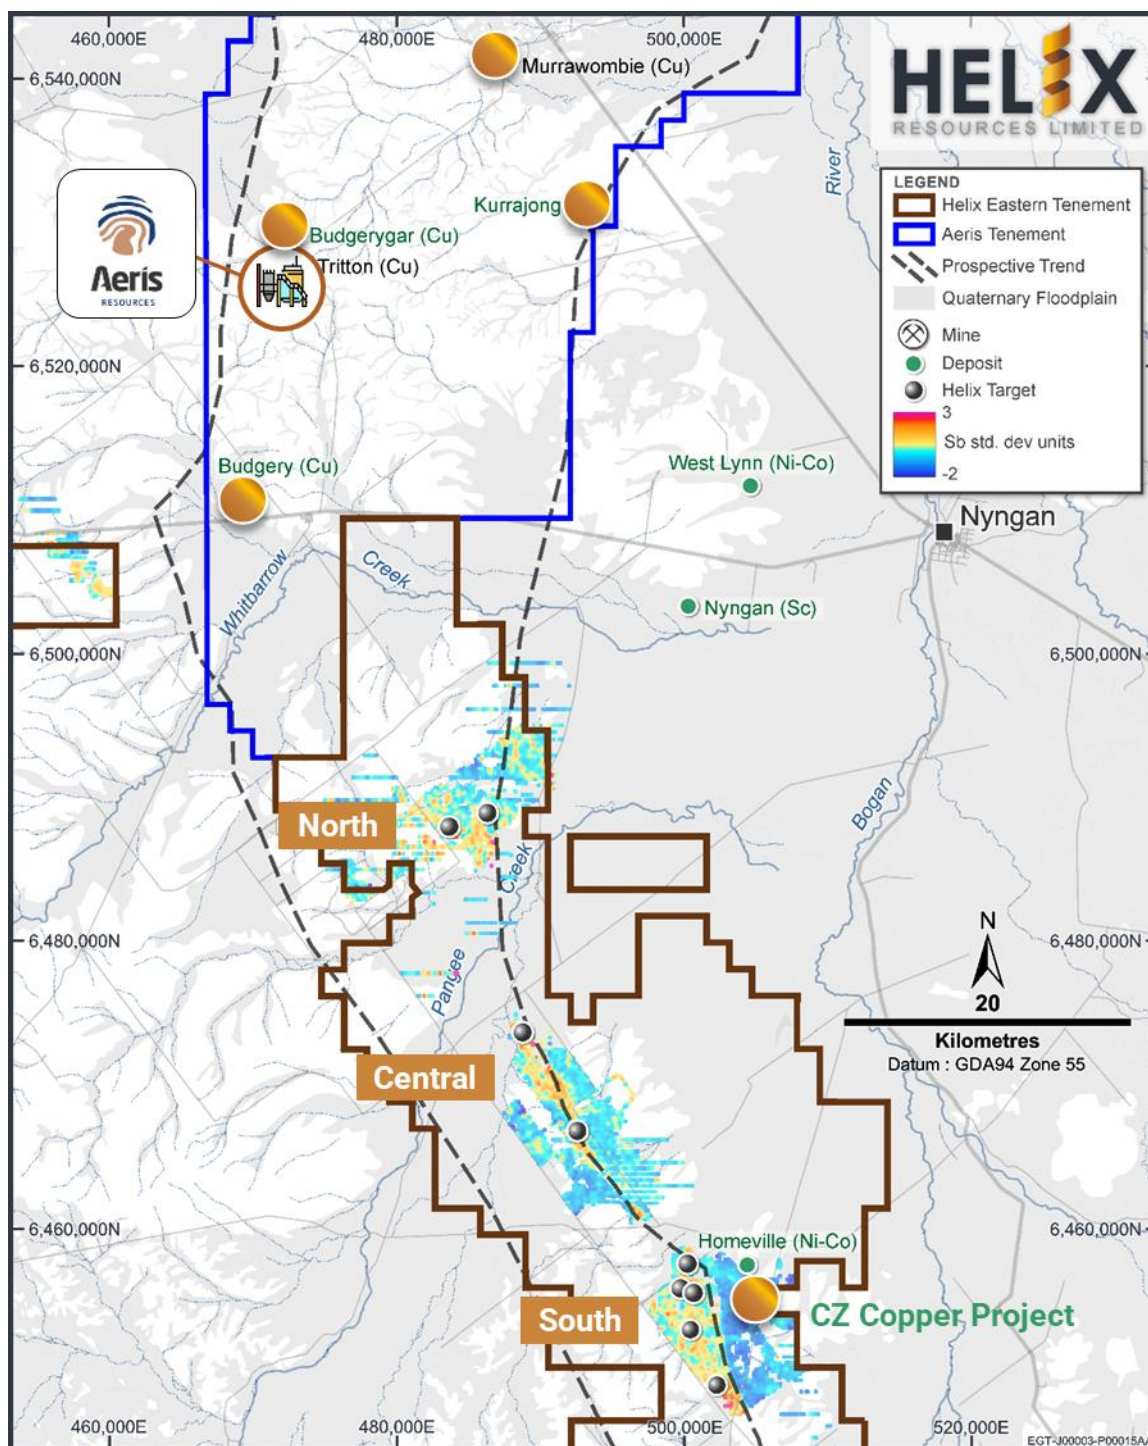 460,000E
480,000E
500,000E
6,540,000N
Murrawombie (Cu)
HELIX
RESOURCES LIMITED
River
LEGEND
Helix Eastern Tenement
Aeris Tenement
Prospective Trend
Quaternary Floodplain
Mine
Deposit
Helix Target
3
Sb std. dev units
-2
Aeris
RESOURCES
Kurrajong
Budgerygar (Cu)
Tritton (Cu)
6,520,000N
Budgery (Cu)
West Lynn (Ni-Co)
Nyngan
Whitbarrow
Creek
Nyngan (Sc)
6,500,000N
6,500,000N
North
Bogan
Creek
Pangee
6,480,000N
6,480,000N
N
20
Kilometres
Datum : GDA94 Zone 55
Central
6,460,000N
6,460,000N
Homeville (Ni-Co)
South
CZ Copper Project
460,000E
480,000E
500,000E
520,000E
EGT-J00003-P00015AA